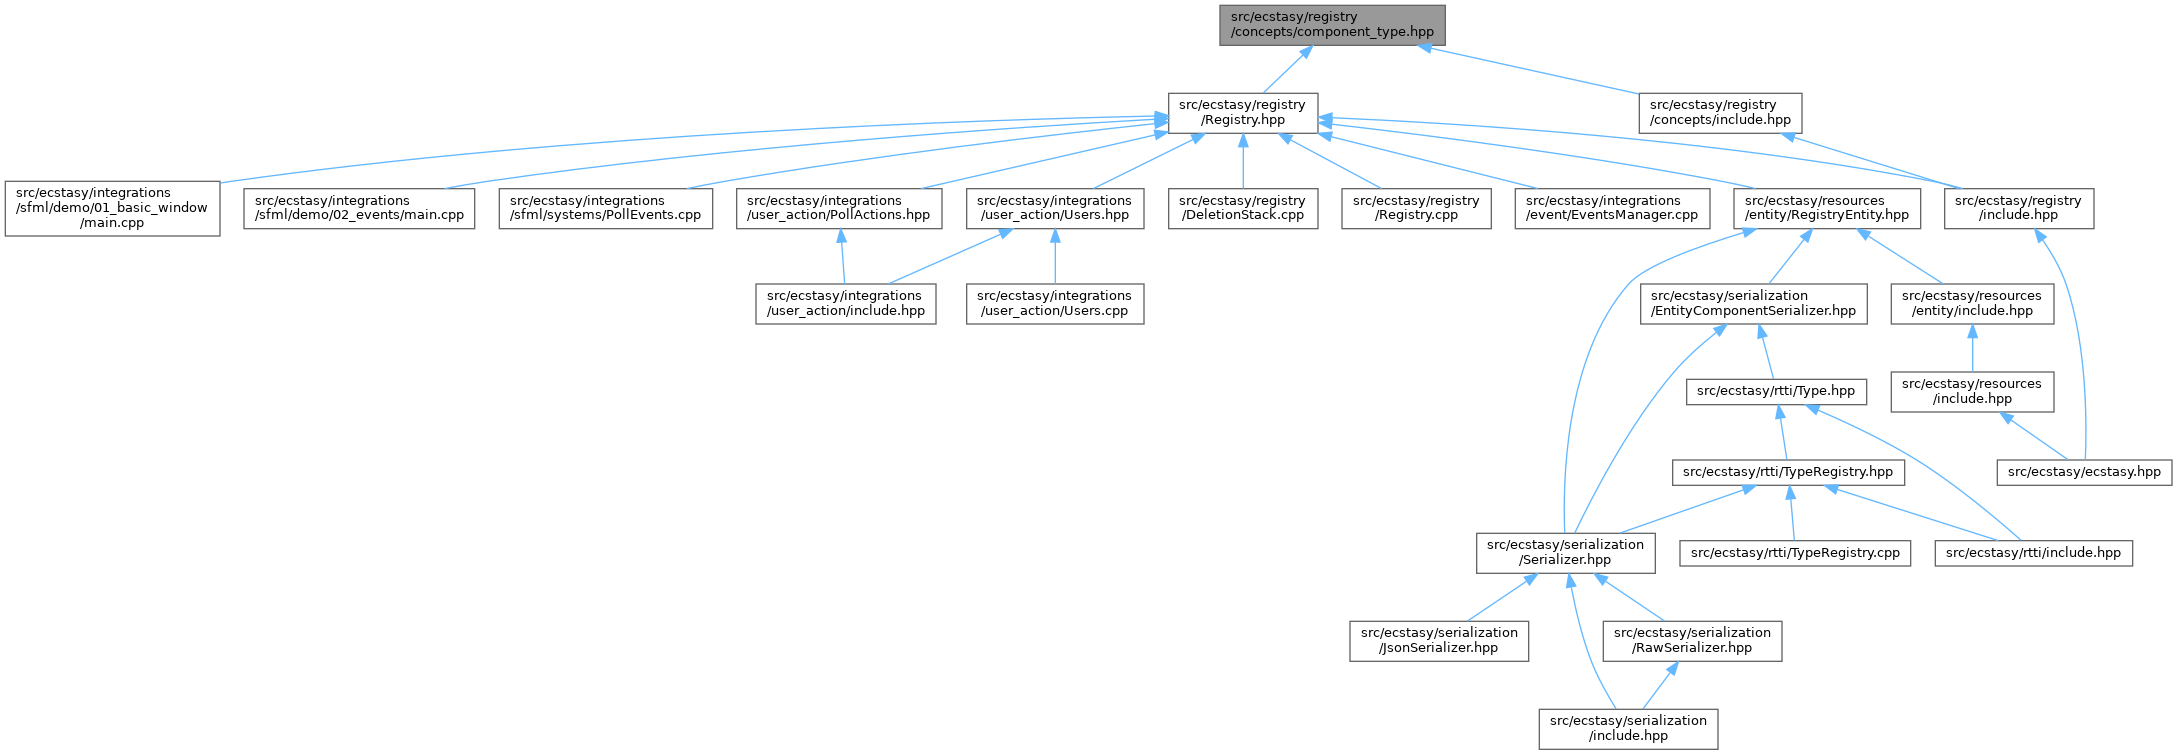 src/ecstasy/registry
/concepts/component_type.hpp
src/ecstasy/registry
/Registry.hpp
src/ecstasy/registry
/concepts/include.hpp
src/ecstasy/integrations
/sfml/demo/01_basic_window
/main.cpp
src/ecstasy/integrations
/sfml/demo/02_events/main.cpp
src/ecstasy/integrations
/sfml/systems/PollEvents.cpp
src/ecstasy/integrations
/user_action/PollActions.hpp
src/ecstasy/integrations
/user_action/Users.hpp
src/ecstasy/registry
/DeletionStack.cpp
src/ecstasy/registry
/Registry.cpp
src/ecstasy/integrations
/event/EventsManager.cpp
src/ecstasy/resources
/entity/RegistryEntity.hpp
src/ecstasy/registry
/include.hpp
src/ecstasy/integrations
/user_action/include.hpp
src/ecstasy/integrations
/user_action/Users.cpp
src/ecstasy/serialization
/EntityComponentSerializer.hpp
src/ecstasy/resources
/entity/include.hpp
src/ecstasy/rtti/Type.hpp
src/ecstasy/resources
/include.hpp
src/ecstasy/rtti/TypeRegistry.hpp
src/ecstasy/ecstasy.hpp
src/ecstasy/serialization
/Serializer.hpp
src/ecstasy/rtti/TypeRegistry.cpp
src/ecstasy/rtti/include.hpp
src/ecstasy/serialization
/JsonSerializer.hpp
src/ecstasy/serialization
/RawSerializer.hpp
src/ecstasy/serialization
/include.hpp